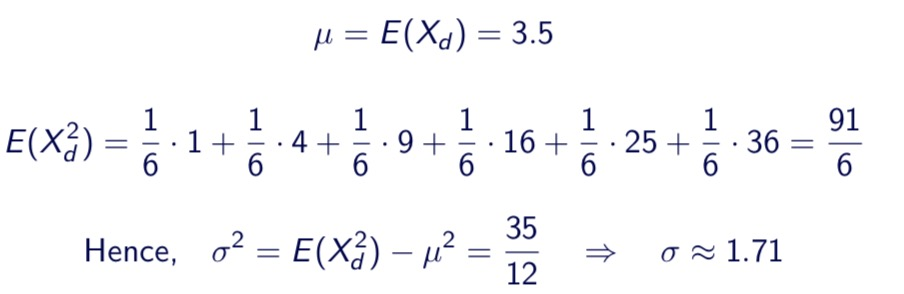 μ = E(X_d) = 3.5
E(X_d^2) = 1/6 · 1 + 1/6 · 4 + 1/6 · 9 + 1/6 · 16 + 1/6 · 25 + 1/6 · 36 = 91/6
Hence, σ^2 = E(X_d^2) − μ^2 = 35/12 ⇒ σ ≈ 1.71